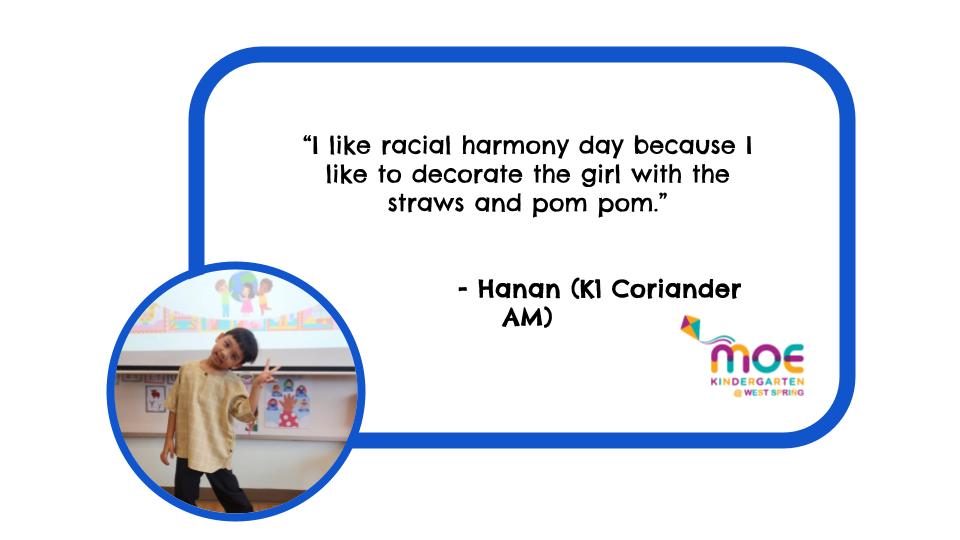 “I like racial harmony day because I
like to decorate the girl with the
straws and pom pom.”
- Hanan (K1 Coriander
AM)
moe
KINDERGARTEN
@ WEST SPRING